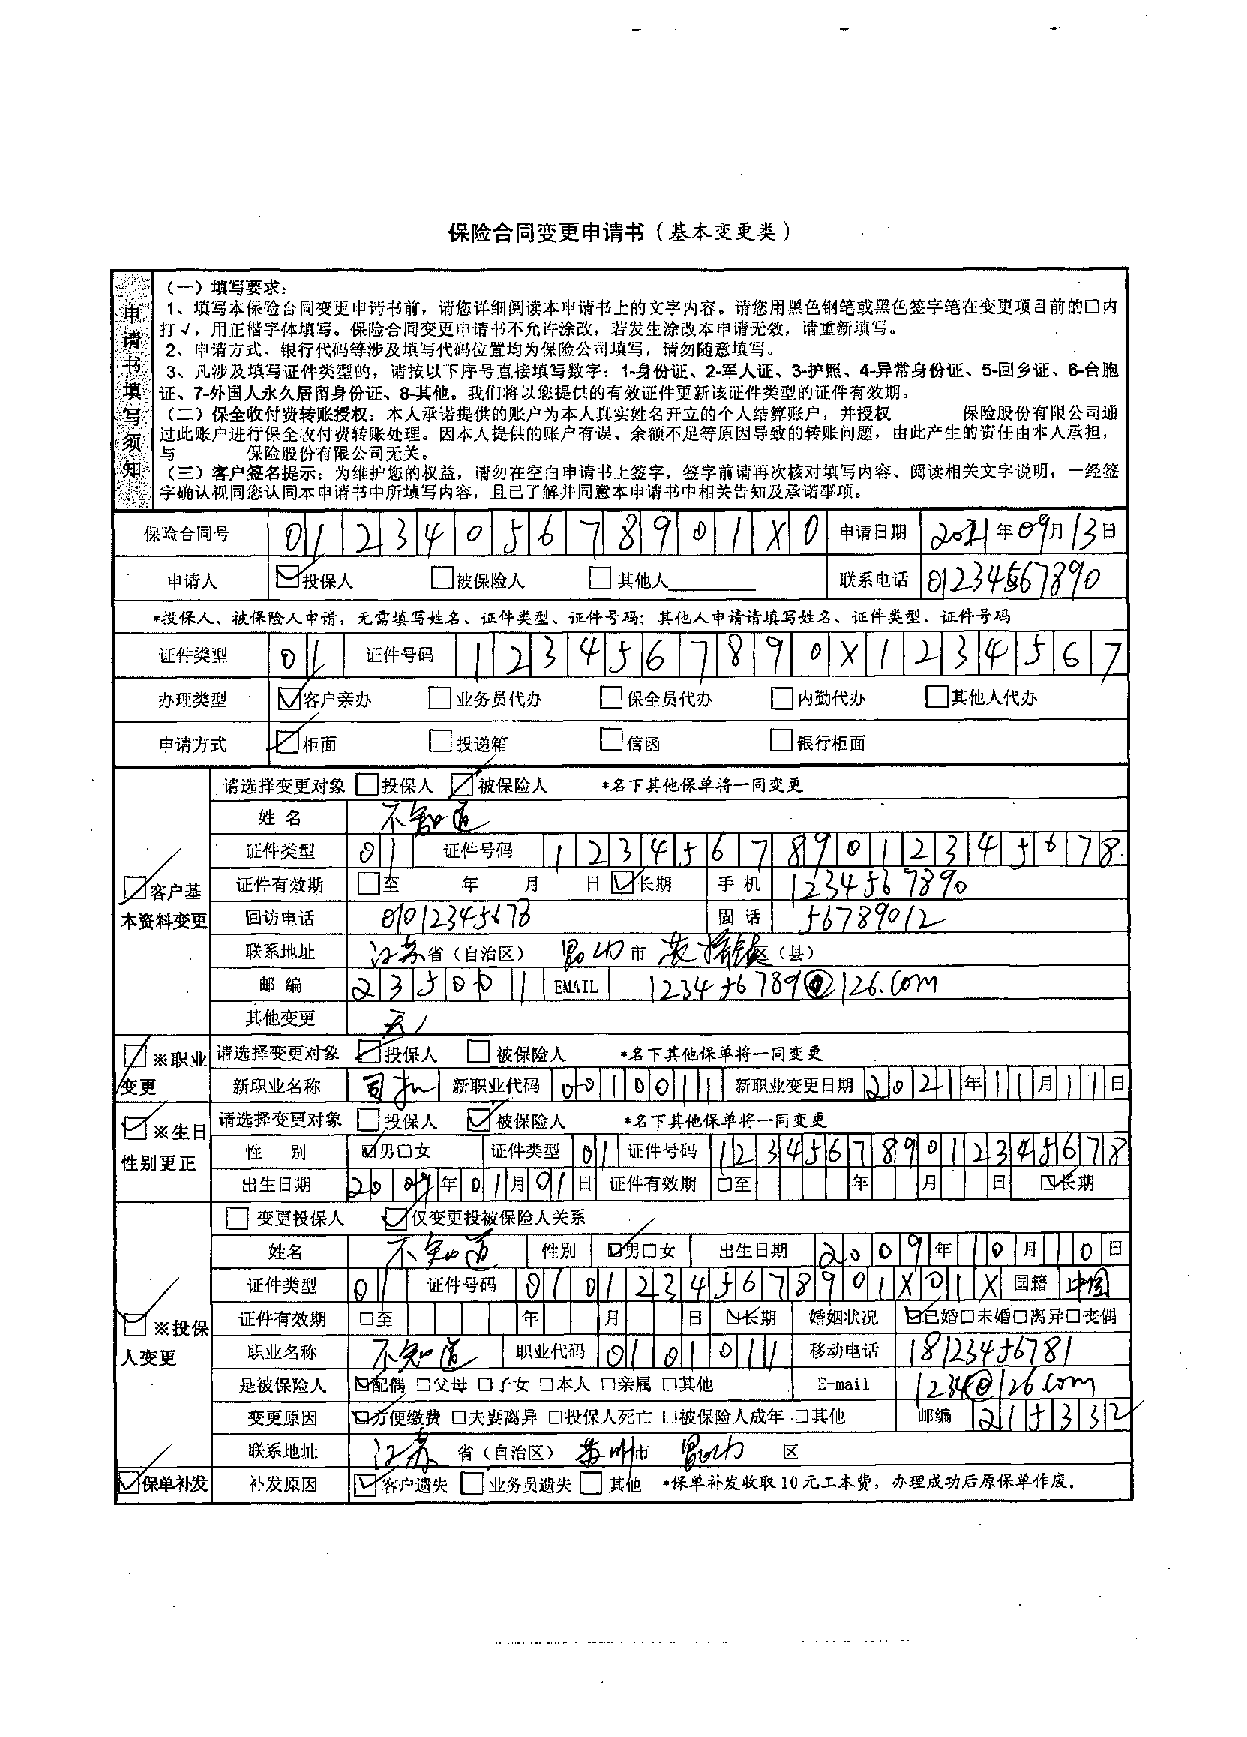 保险合同变更申请书（基本变更类）
申请书填写须知
（一）填写要求：
1、填写本保险合同变更申请书前，请您详细阅读本申请书上的文字内容。请您用黑色钢笔或黑色签字笔在变更项目前的□内
打√，用正楷字体填写。保险合同变更申请书不允许涂改，若发生涂改本申请无效，请重新填写。
2、申请方式、银行代码等涉及填写代码位置均为保险公司填写，请勿随意填写。
3、凡涉及填写证件类型的，请按以下序号直接填写数字：1-身份证、2-军人证、3-护照、4-异常身份证、5-回乡证、6-台胞
证、7-外国人永久居留身份证、8-其他。我们将以您提供的有效证件更新该证件类型的证件有效期。
（二）保全收付费转账授权：本人承诺提供的账户为本人真实姓名开立的个人结算账户；并授权 保险股份有限公司通
过此账户进行保全收付费转账处理。因本人提供的账户有误、余额不足等原因导致的转账问题，由此产生的责任由本人承担，
与 保险股份有限公司无关。
（三）客户签名提示：为维护您的权益，请勿在空白申请书上签字，签字前请再次核对填写内容、阅读相关文字说明，一经签
字确认视同您认同本申请书中所填写内容，且已了解并同意本申请书中相关告知及承诺事项。
保险合同号 0123405678901X0 申请日期 2021年09月13日
申请人 ☑投保人 □被保险人 □其他人 联系电话 01234567890
*投保人、被保险人申请，无需填写姓名、证件类型、证件号码；其他人申请请填写姓名、证件类型、证件号码
证件类型 01 证件号码 1234567890X1234567
办理类型 ☑客户亲办 □业务员代办 □保全员代办 □内勤代办 □其他人代办
申请方式 ☑柜面 □投递箱 □信函 □银行柜面
☑客户基本资料变更
请选择变更对象 □投保人 ☑被保险人 *名下其他保单将一同变更
姓名 不知道
证件类型 01 证件号码 123456789012345678
证件有效期 □至 年 月 日 ☑长期 手机 1234567890
回访电话 01012345678 固话 56789012
联系地址 江苏省（自治区） 市 区（县）
邮编 235001 EMAIL 123456789@126.com
其他变更 无
☑※职业变更
请选择变更对象 ☑投保人 □被保险人 *名下其他保单将一同变更
新职业名称 司机 新职业代码 0010011 新职业变更日期 2021年11月11日
☑※生日性别更正
请选择变更对象 □投保人 ☑被保险人 *名下其他保单将一同变更
性别 ☑男□女 证件类型 01 证件号码 123456789012345678
出生日期 2009年01月01日 证件有效期 □至 年 月 日 ☑长期
☑※投保人变更
□变更投保人 ☑仅变更投被保险人关系
姓名 不知道 性别 ☑男□女 出生日期 2009年10月10日
证件类型 01 证件号码 01012345678901X01X 国籍 中国
证件有效期 □至 年 月 日 ☑长期 婚姻状况 ☑已婚□未婚□离异□丧偶
职业名称 不知道 职业代码 0101011 移动电话 18123456781
是被保险人 ☑配偶 □父母 □子女 □本人 □亲属 □其他 E-mail 1234@126.com
变更原因 ☑方便缴费 □夫妻离异 □投保人死亡 □被保险人成年 □其他 邮编 215332
联系地址 江苏 省（自治区） 苏州市 区
☑保单补发 补发原因 ☑客户遗失 □业务员遗失 □其他 *保单补发收取10元工本费，办理成功后原保单作废。